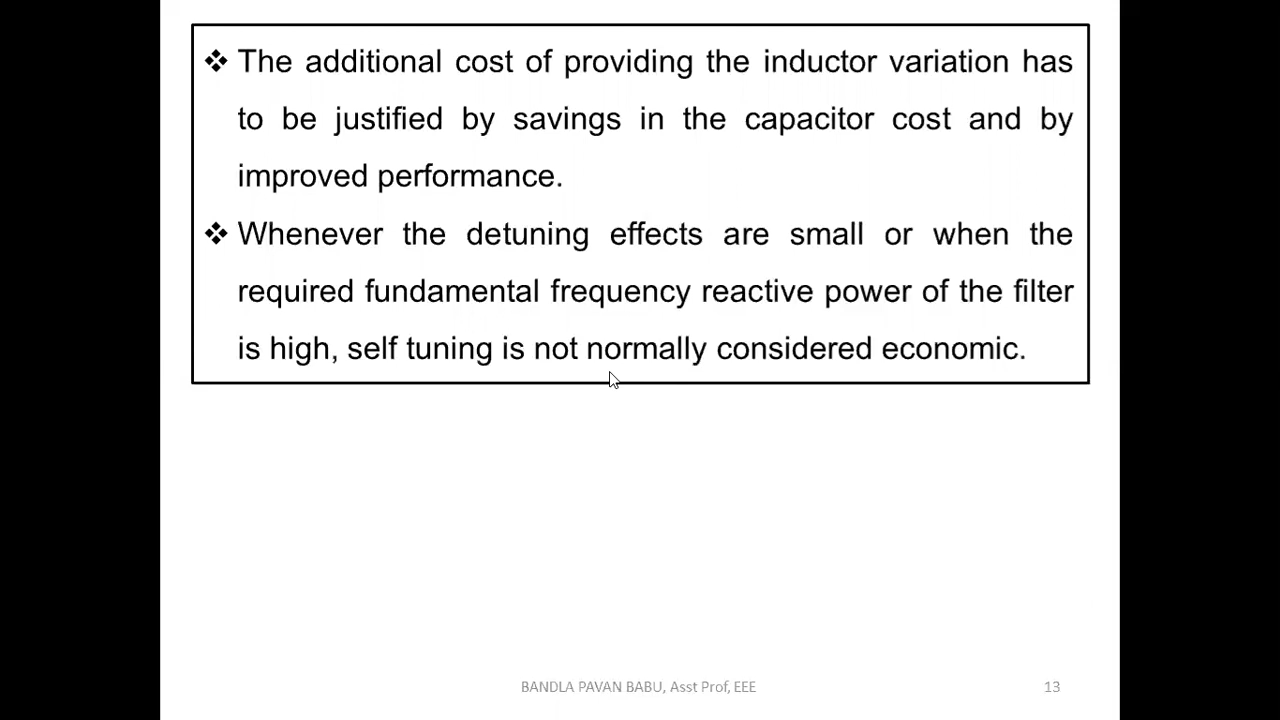 ❖ The additional cost of providing the inductor variation has
to be justified by savings in the capacitor cost and by
improved performance.
❖ Whenever the detuning effects are small or when the
required fundamental frequency reactive power of the filter
is high, self tuning is not normally considered economic.
BANDLA PAVAN BABU, Asst Prof, EEE
13